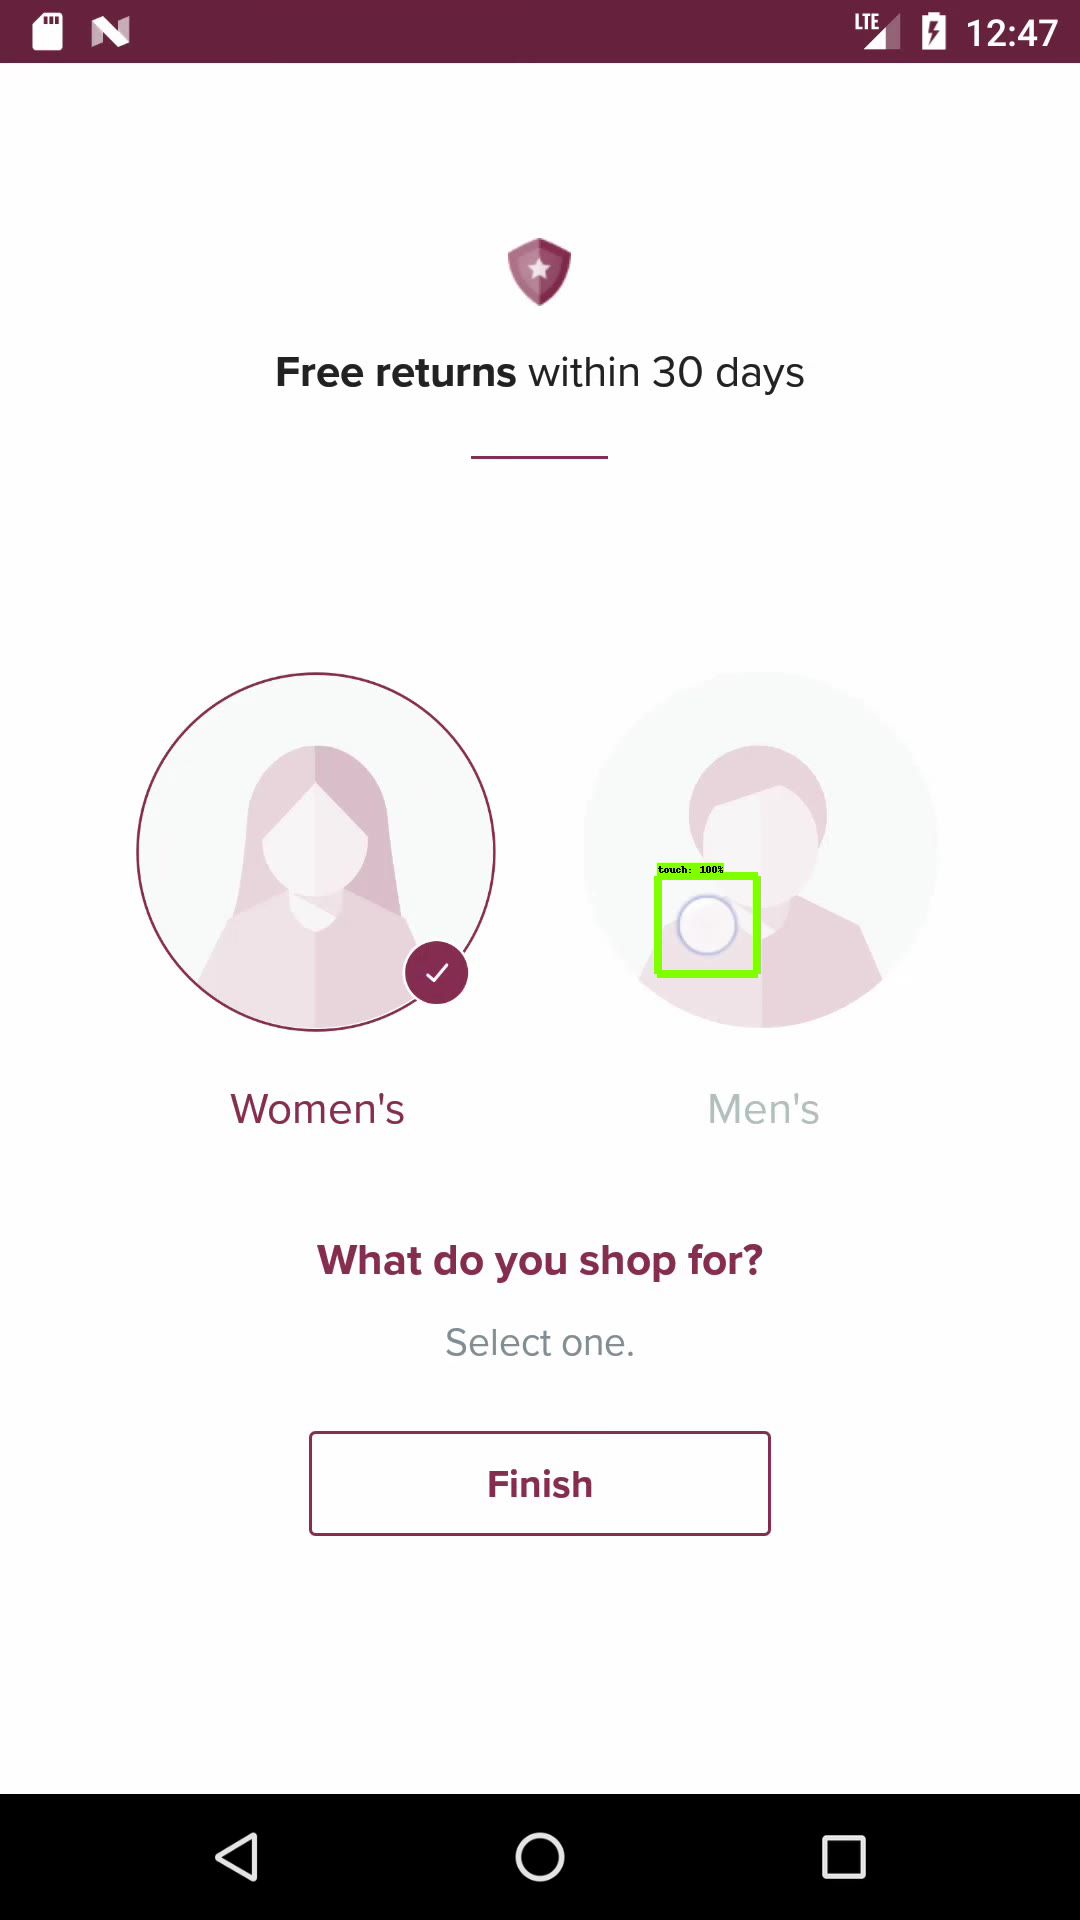 LTE 12:47
Free returns within 30 days
touch: 100%
Women's Men's
What do you shop for?
Select one.
Finish